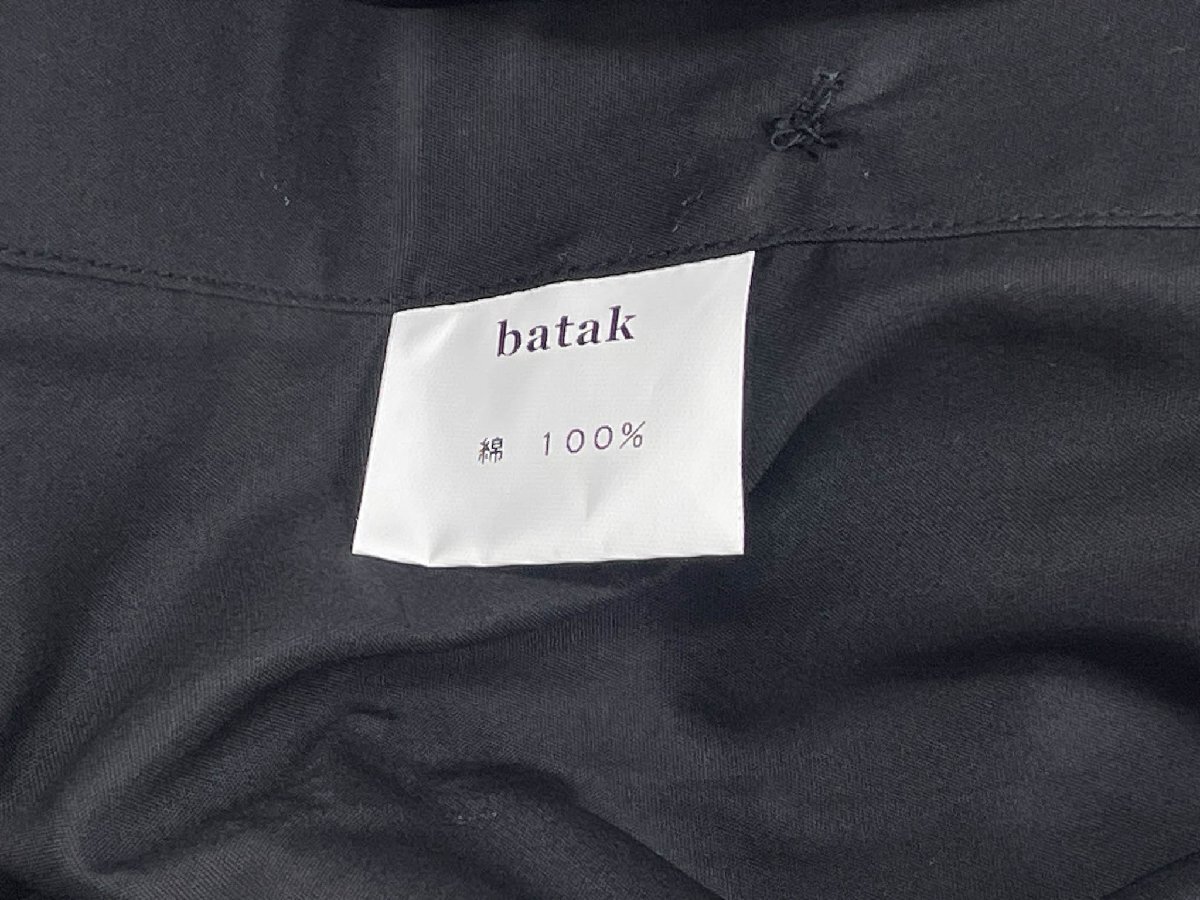 batak
綿 100%